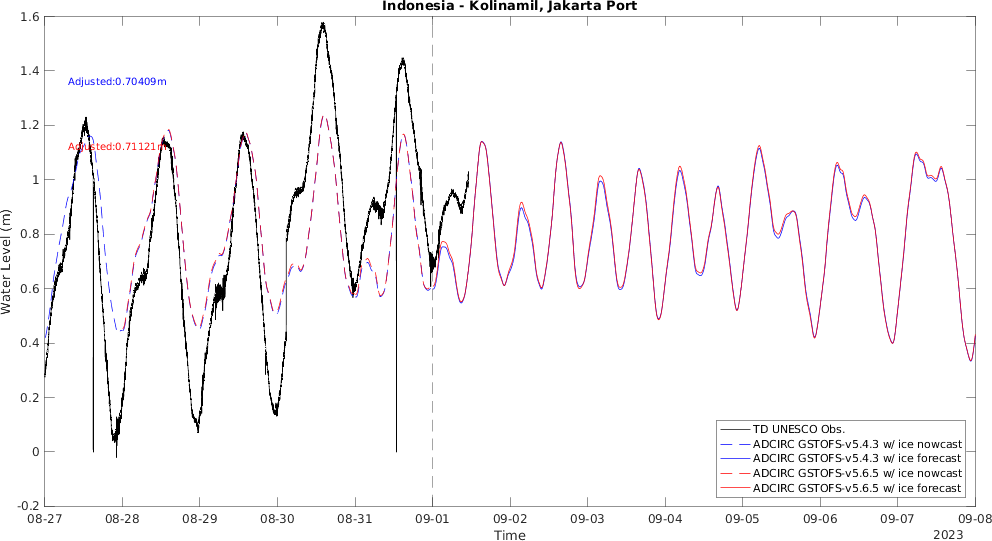 Indonesia - Kolinamil, Jakarta Port
Water Level (m)
1.6
1.4
1.2
1
0.8
0.6
0.4
0.2
0
-0.2
Adjusted:0.70409m
Adjusted:0.71121m
TD UNESCO Obs.
ADCIRC GSTOFS-v5.4.3 w/ ice nowcast
ADCIRC GSTOFS-v5.4.3 w/ ice forecast
ADCIRC GSTOFS-v5.6.5 w/ ice nowcast
ADCIRC GSTOFS-v5.6.5 w/ ice forecast
08-27 08-28 08-29 08-30 08-31 09-01 09-02 09-03 09-04 09-05 09-06 09-07 09-08
Time
2023